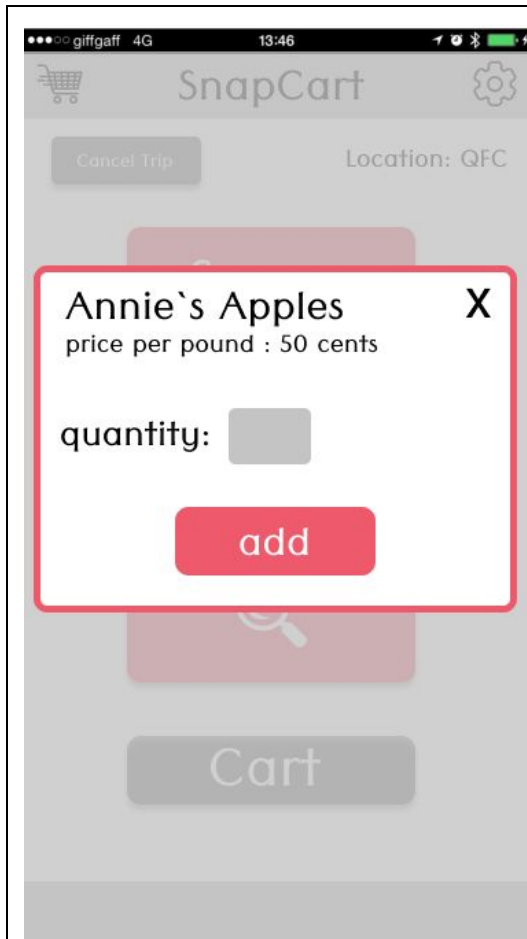 giffgaff 4G 13:46
SnapCart
Cancel Trip Location: QFC
Annie`s Apples X
price per pound : 50 cents
quantity:
add
Cart